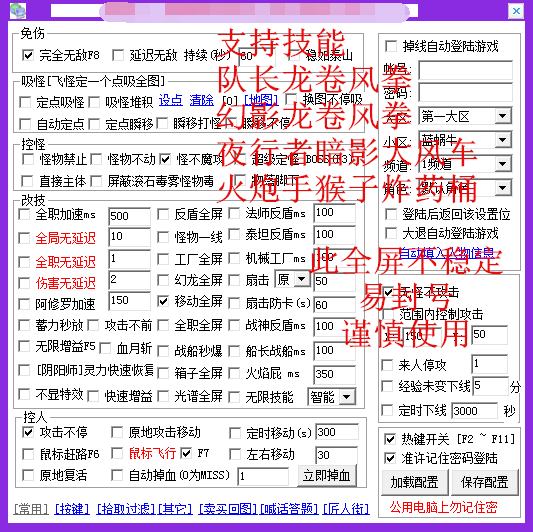 免伤
完全无敌F8 延迟无敌 持续(秒) 60 稳如泰山
支持技能
吸怪[飞怪定一个点吸全图]
队长龙卷风拳
定点吸怪 吸怪堆积 设点 清除 [0] [地图] 换图不停吸
幻影龙卷风拳
自动定点 定点瞬移 瞬移打怪 瞬移不停
控怪
夜行者暗影大风车
怪物禁止 怪物不动 怪不魔攻
直接主体 屏蔽滚石毒雾怪物毒
火炮手猴子炸药桶
改技
全职加速ms 500 反盾全屏 法师反盾ms 100
全局无延迟 10 怪物一线 泰坦反盾ms 100
全职无延迟 1 工厂全屏 机械工厂ms 100
此全屏不稳定
伤害无延迟 2 幻龙全屏 扇击 原 50
阿修罗加速 150 移动全屏 扇击防卡(s) 60
易封号
蓄力秒放 攻击不前 全职全屏 战神反盾ms 100
谨慎使用
无限增益F5 血月斩 战船秒爆 船长战船ms 100
[阴阳师]灵力快速恢复 箱子全屏 火焰屁 ms 350
不显特效 快速增益 光谱全屏 无限技能 智能
控人
攻击不停 原地攻击移动 定时移动(s) 300
鼠标赶路F6 鼠标飞行 F7 左右移动 30
原地复活 自动掉血(0为MISS) 1 立即掉血
[常用] [按键] [拾取过滤] [其它] [卖买回图] [喊话答题] [匠人街]
掉线自动登陆游戏
帐号:
密码:
大区: 第一大区
小区: 蓝蜗牛
频道: 1频道
角色: 默认角色
登陆后返回该设置位
大退自动登陆游戏
自动填入人物信息
无怪不攻击
范围内控制攻击
150 50
来人停攻 1
经验未变下线 5 分
定时下线 3000 秒
热键开关 [F2 ~ F11]
准许记住密码登陆
加载配置 保存配置
公用电脑上勿记住密